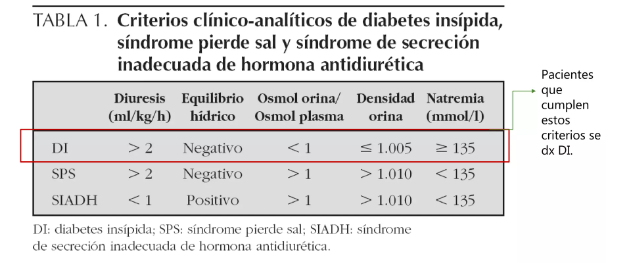 TABLA 1. Criterios clínico-analíticos de diabetes insípida,
síndrome pierde sal y síndrome de secreción
inadecuada de hormona antidiurética
Diuresis Equilibrio Osmol orina/ Densidad Natremia
(ml/kg/h) hídrico Osmol plasma orina (mmol/l)
DI > 2 Negativo < 1 ≤ 1.005 ≥ 135
SPS > 2 Negativo > 1 > 1.010 < 135
SIADH < 1 Positivo > 1 > 1.010 < 135
DI: diabetes insípida; SPS: síndrome pierde sal; SIADH: síndrome
de secreción inadecuada de hormona antidiurética.
Pacientes
que
cumplen
estos
criterios se
dx DI.